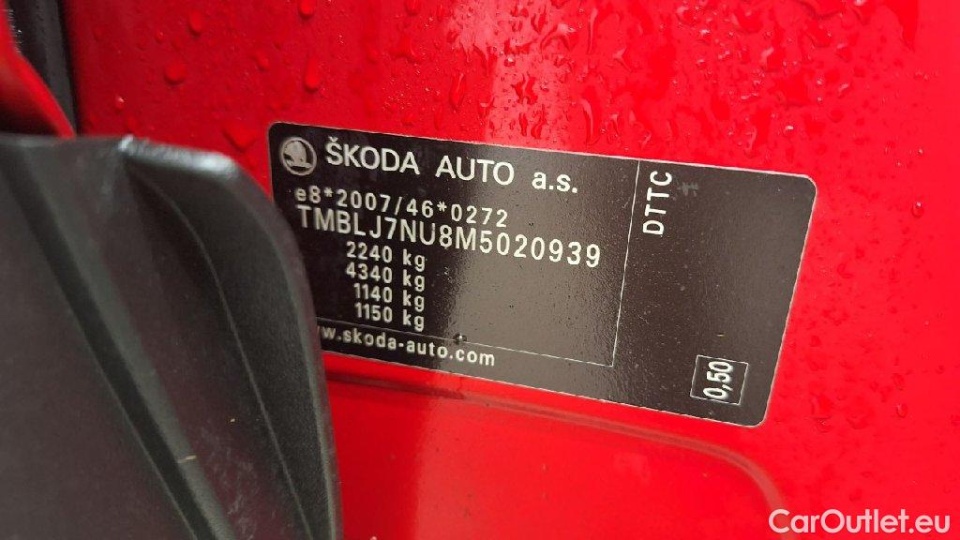 ŠKODA AUTO a.s.
e8*2007/46*0272
TMBLJ7NU8M5020939
2240 kg
4340 kg
1140 kg
1150 kg
w.skoda-auto.com
DTTC
0,50
CarOutlet.eu